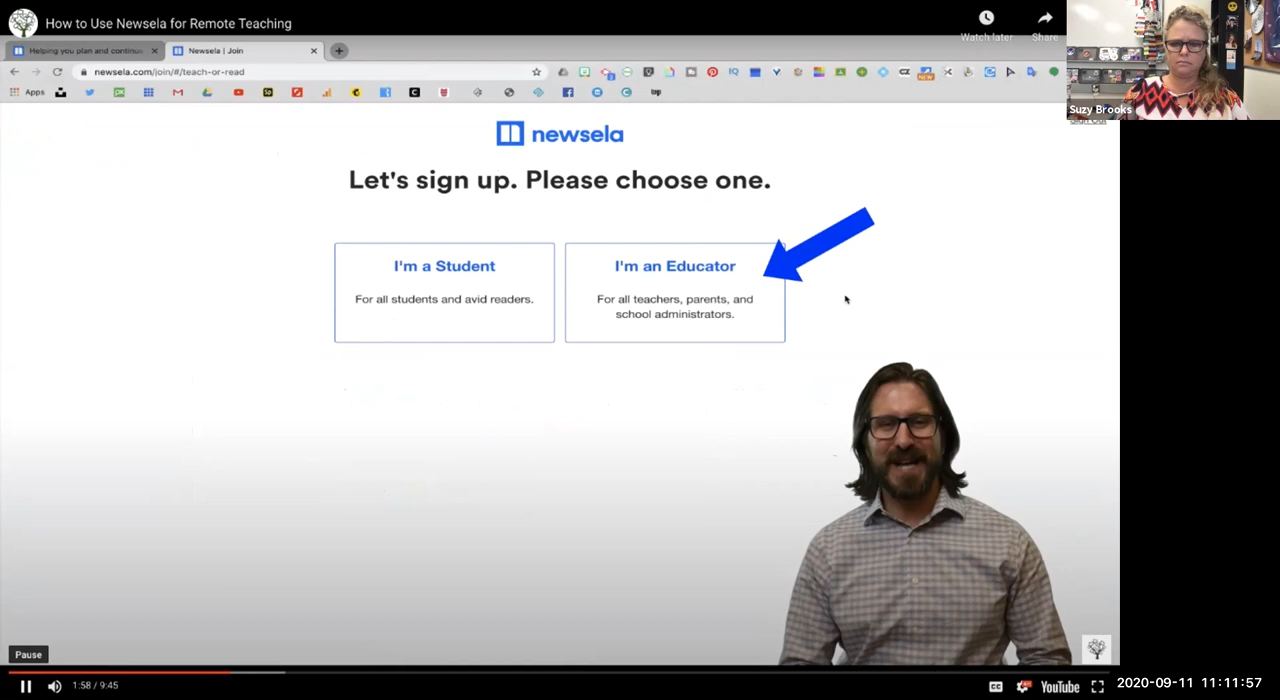 How to Use Newsela for Remote Teaching
Watch later
Share
Helping you plan and continu
Newsela | Join
newsela.com/join/#/teach-or-read
Apps
Suzy Brooks
Sign Out
newsela
Let's sign up. Please choose one.
I'm a Student
For all students and avid readers.
I'm an Educator
For all teachers, parents, and
school administrators.
Pause
1:58 / 9:45
CC
YouTube
2020-09-11 11:11:57